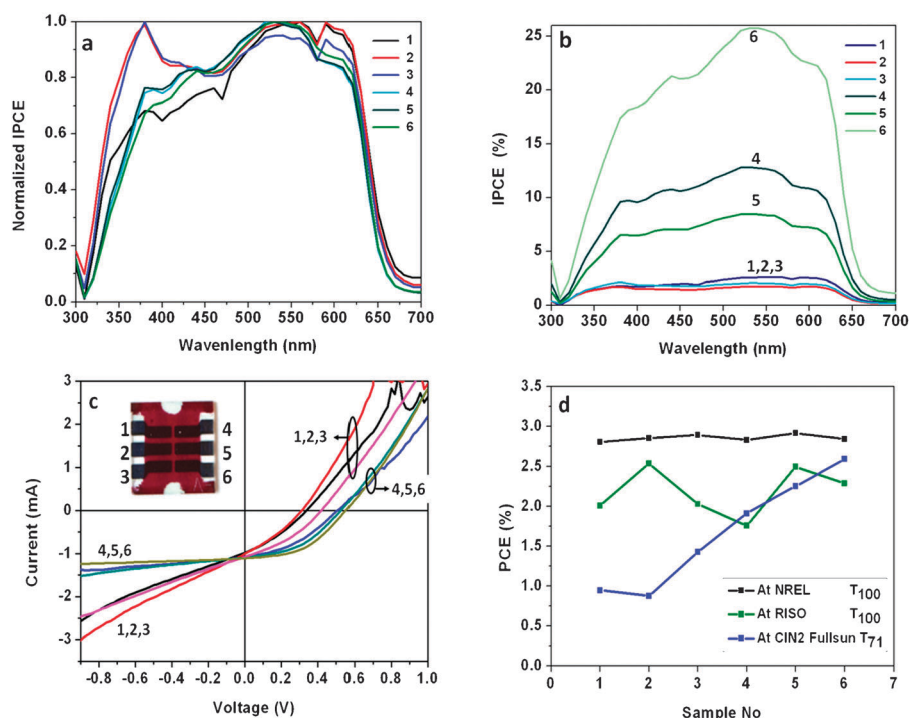 a
1
2
3
4
5
6
Normalized IPCE
1.0
0.8
0.6
0.4
0.2
0.0
300 350 400 450 500 550 600 650 700
Wavenlength (nm)
b
1
2
3
4
5
6
6
4
5
1,2,3
IPCE (%)
25
20
15
10
5
0
300 350 400 450 500 550 600 650 700
Wavelength (nm)
c
1 4
2 5
3 6
1,2,3
4,5,6
4,5,6
1,2,3
Current (mA)
3
2
1
0
-1
-2
-3
-0.8 -0.6 -0.4 -0.2 0.0 0.2 0.4 0.6 0.8 1.0
Voltage (V)
d
PCE (%)
3.5
3.0
2.5
2.0
1.5
1.0
0.5
0.0
At NREL T100
At RISO T100
At CIN2 Fullsun T71
0 1 2 3 4 5 6 7
Sample No